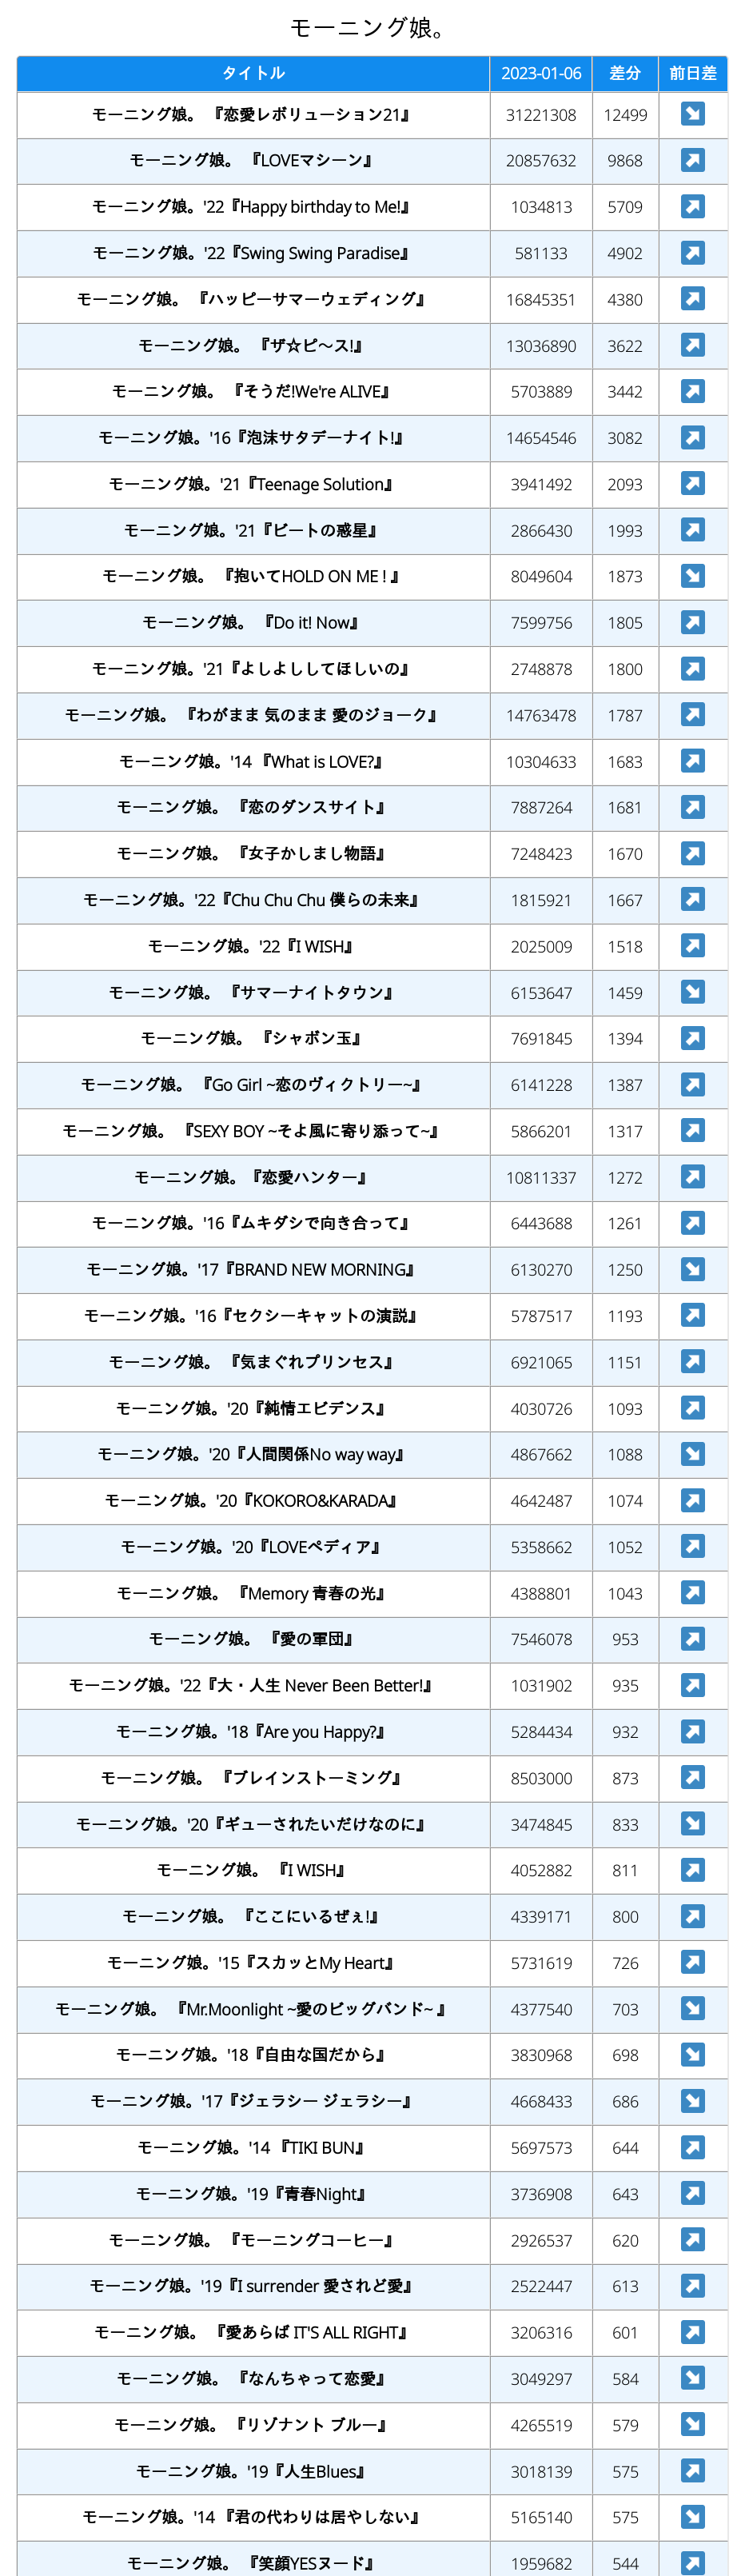 モーニング娘。
タイトル 2023-01-06 差分 前日差
モーニング娘。 『恋愛レボリューション21』 31221308 12499 ↘
モーニング娘。 『LOVEマシーン』 20857632 9868 ↗
モーニング娘。'22『Happy birthday to Me!』 1034813 5709 ↗
モーニング娘。'22『Swing Swing Paradise』 581133 4902 ↗
モーニング娘。 『ハッピーサマーウェディング』 16845351 4380 ↗
モーニング娘。 『ザ☆ピ〜ス!』 13036890 3622 ↗
モーニング娘。 『そうだ!We're ALIVE』 5703889 3442 ↗
モーニング娘。'16『泡沫サタデーナイト!』 14654546 3082 ↗
モーニング娘。'21『Teenage Solution』 3941492 2093 ↗
モーニング娘。'21『ビートの惑星』 2866430 1993 ↗
モーニング娘。 『抱いてHOLD ON ME ! 』 8049604 1873 ↘
モーニング娘。 『Do it! Now』 7599756 1805 ↗
モーニング娘。'21『よしよししてほしいの』 2748878 1800 ↗
モーニング娘。 『わがまま 気のまま 愛のジョーク』 14763478 1787 ↗
モーニング娘。'14 『What is LOVE?』 10304633 1683 ↗
モーニング娘。 『恋のダンスサイト』 7887264 1681 ↗
モーニング娘。 『女子かしまし物語』 7248423 1670 ↗
モーニング娘。'22『Chu Chu Chu 僕らの未来』 1815921 1667 ↗
モーニング娘。'22『I WISH』 2025009 1518 ↗
モーニング娘。 『サマーナイトタウン』 6153647 1459 ↘
モーニング娘。 『シャボン玉』 7691845 1394 ↗
モーニング娘。 『Go Girl ~恋のヴィクトリー~』 6141228 1387 ↗
モーニング娘。 『SEXY BOY ~そよ風に寄り添って~』 5866201 1317 ↗
モーニング娘。『恋愛ハンター』 10811337 1272 ↗
モーニング娘。'16『ムキダシで向き合って』 6443688 1261 ↗
モーニング娘。'17『BRAND NEW MORNING』 6130270 1250 ↘
モーニング娘。'16『セクシーキャットの演説』 5787517 1193 ↗
モーニング娘。 『気まぐれプリンセス』 6921065 1151 ↗
モーニング娘。'20『純情エビデンス』 4030726 1093 ↗
モーニング娘。'20『人間関係No way way』 4867662 1088 ↘
モーニング娘。'20『KOKORO&KARADA』 4642487 1074 ↗
モーニング娘。'20『LOVEペディア』 5358662 1052 ↗
モーニング娘。 『Memory 青春の光』 4388801 1043 ↗
モーニング娘。 『愛の軍団』 7546078 953 ↗
モーニング娘。'22『大・人生 Never Been Better!』 1031902 935 ↗
モーニング娘。'18『Are you Happy?』 5284434 932 ↗
モーニング娘。 『ブレインストーミング』 8503000 873 ↗
モーニング娘。'20『ギューされたいだけなのに』 3474845 833 ↘
モーニング娘。 『I WISH』 4052882 811 ↗
モーニング娘。 『ここにいるぜぇ!』 4339171 800 ↗
モーニング娘。'15『スカッとMy Heart』 5731619 726 ↗
モーニング娘。 『Mr.Moonlight ~愛のビッグバンド~ 』 4377540 703 ↘
モーニング娘。'18『自由な国だから』 3830968 698 ↘
モーニング娘。'17『ジェラシー ジェラシー』 4668433 686 ↘
モーニング娘。'14 『TIKI BUN』 5697573 644 ↗
モーニング娘。'19『青春Night』 3736908 643 ↗
モーニング娘。 『モーニングコーヒー』 2926537 620 ↗
モーニング娘。'19『I surrender 愛されど愛』 2522447 613 ↗
モーニング娘。 『愛あらば IT'S ALL RIGHT』 3206316 601 ↗
モーニング娘。 『なんちゃって恋愛』 3049297 584 ↘
モーニング娘。 『リゾナント ブルー』 4265519 579 ↘
モーニング娘。'19『人生Blues』 3018139 575 ↗
モーニング娘。'14 『君の代わりは居やしない』 5165140 575 ↘
モーニング娘。 『笑顔YESヌード』 1959682 544 ↗